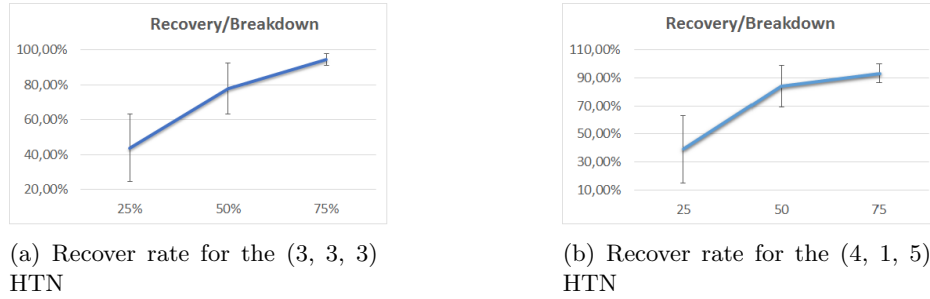 Recovery/Breakdown
100,00%
80,00%
60,00%
40,00%
20,00%
25% 50% 75%
(a) Recover rate for the (3, 3, 3)
HTN
Recovery/Breakdown
110,00%
90,00%
70,00%
50,00%
30,00%
10,00%
25 50 75
(b) Recover rate for the (4, 1, 5)
HTN